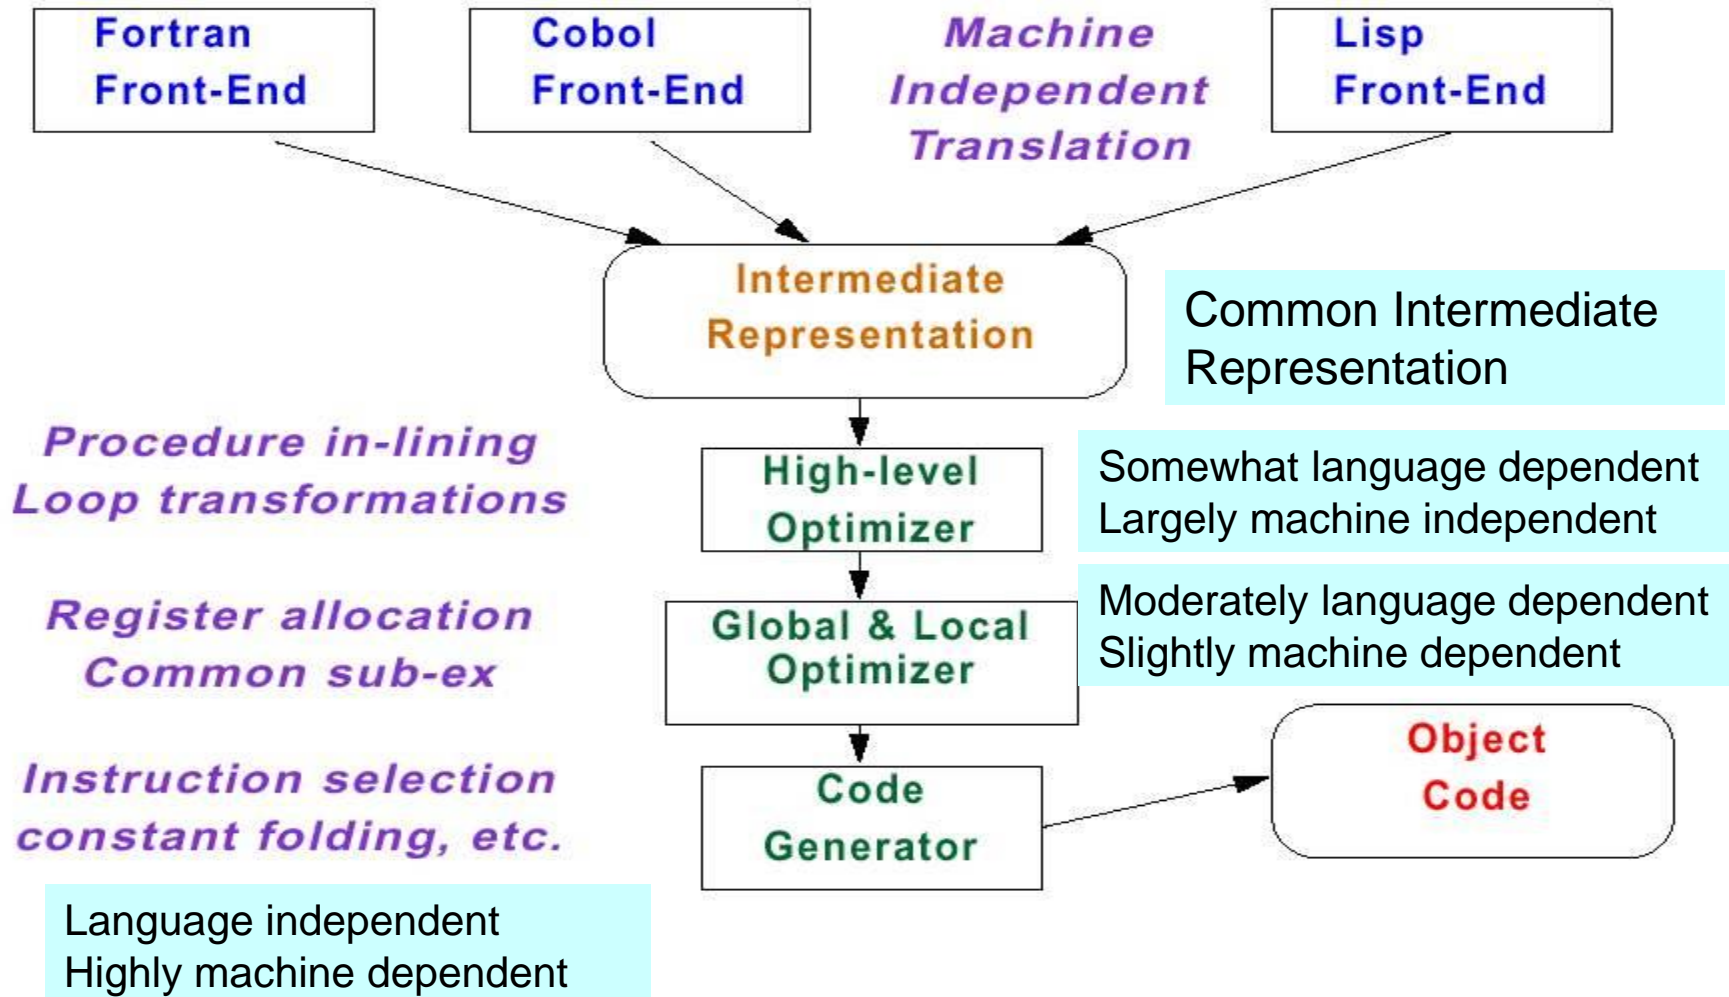 Fortran
Front-End
Cobol
Front-End
Machine
Independent
Translation
Lisp
Front-End
Intermediate
Representation
Common Intermediate
Representation
Procedure in-lining
Loop transformations
High-level
Optimizer
Somewhat language dependent
Largely machine independent
Register allocation
Common sub-ex
Global & Local
Optimizer
Moderately language dependent
Slightly machine dependent
Instruction selection
constant folding, etc.
Code
Generator
Object
Code
Language independent
Highly machine dependent